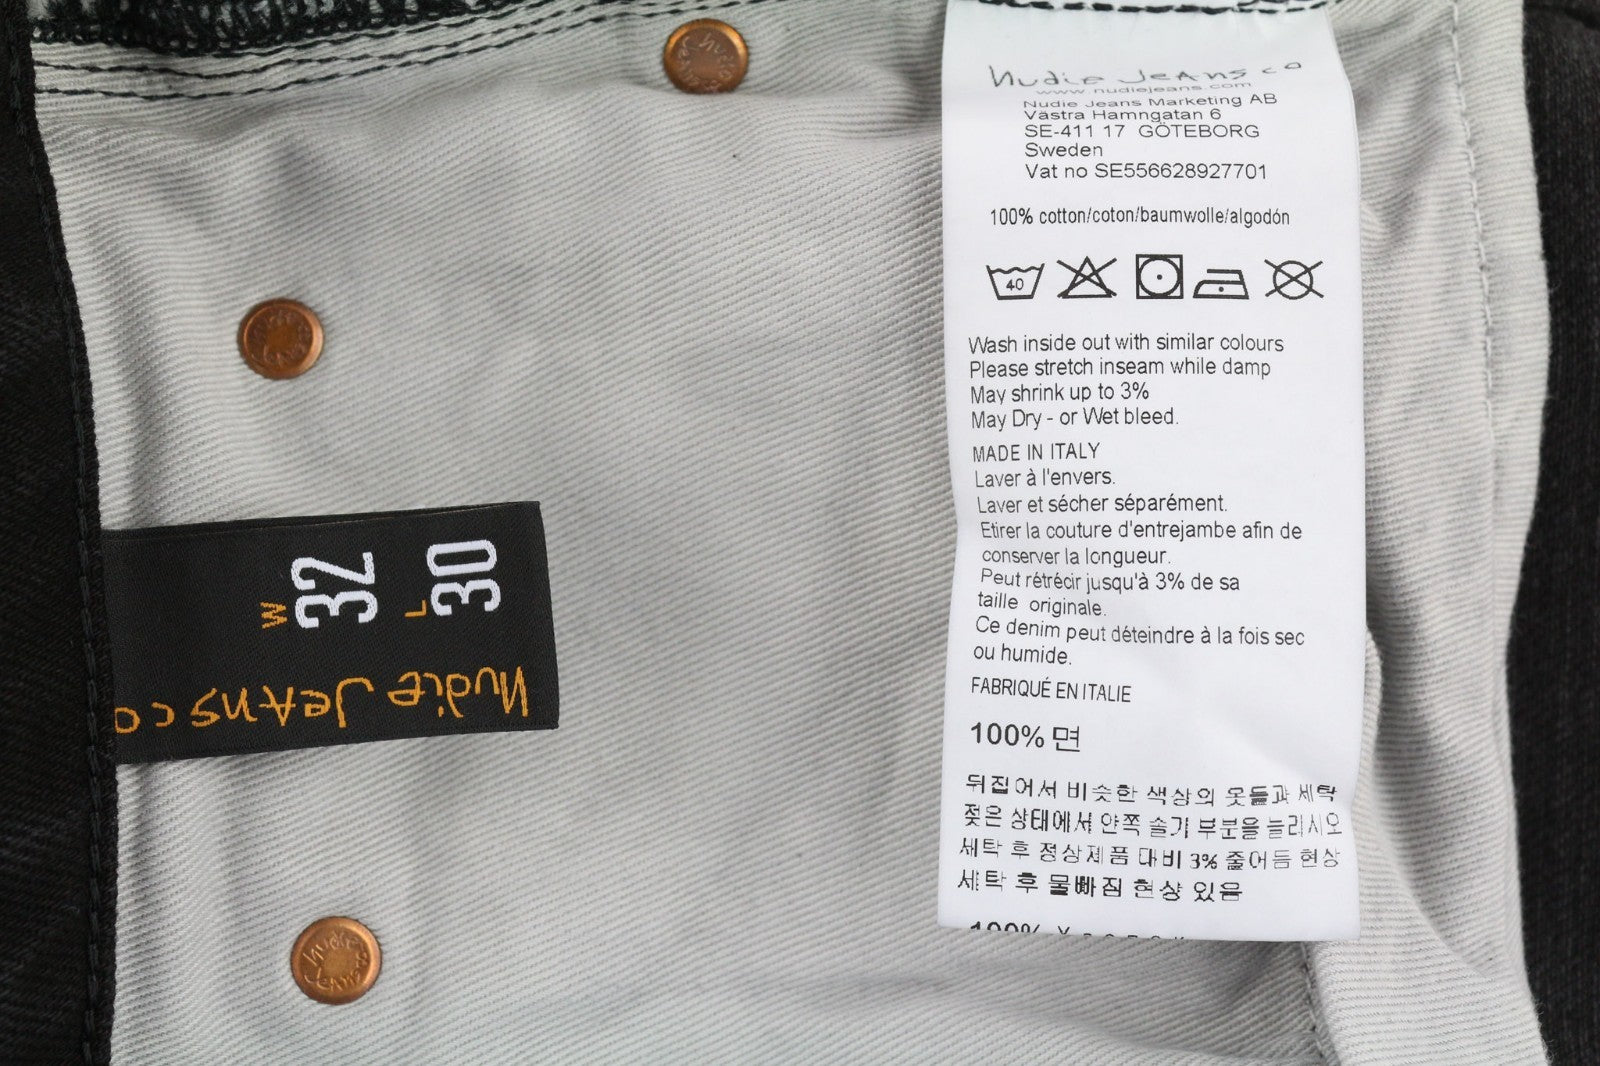 Nudie Jeans co
www.nudiejeans.com
Nudie Jeans Marketing AB
Västra Hamngatan 6
SE-411 17 GÖTEBORG
Sweden
Vat no SE556628927701
100% cotton/coton/baumwolle/algodón
40
Wash inside out with similar colours
Please stretch inseam while damp
May shrink up to 3%
May Dry - or Wet bleed.
MADE IN ITALY
Laver à l'envers.
Laver et sécher séparément.
Etirer la couture d'entrejambe afin de
conserver la longueur.
Peut rétrécir jusqu'à 3% de sa
taille originale.
Ce denim peut déteindre à la fois sec
ou humide.
FABRIQUÉ EN ITALIE
100% 면
뒤집어서 비슷한 색상의 옷들과 세탁
젖은 상태에서 안쪽 솔기 부분을 늘리시오
세탁 후 정상제품 대비 3% 줄어듬 현상
세탁 후 물빠짐 현상 있음
100%
W 32
L 30
Nudie Jeans co